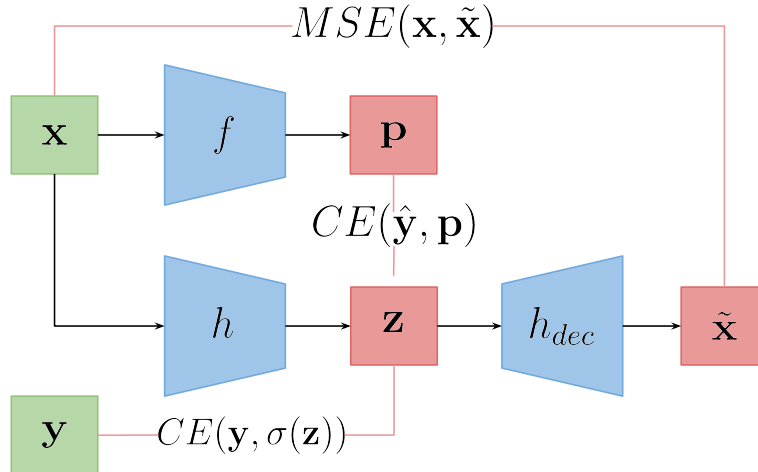 MSE(x, x̃)
x f p
CE(ŷ, p)
h z h_dec x̃
y CE(y, σ(z))